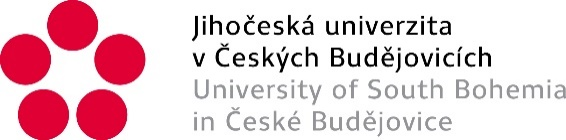 Jihočeská univerzita
v Českých Budějovicích
University of South Bohemia
in České Budějovice